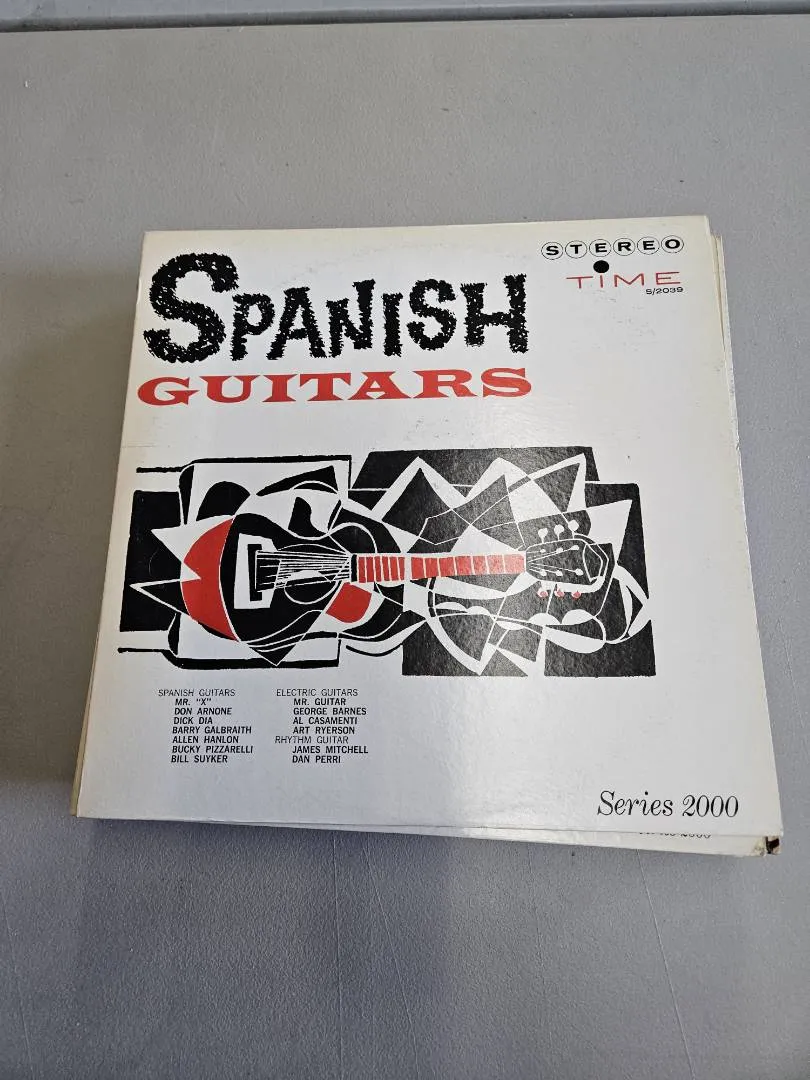 SPANISH
GUITARS
STEREO
TIME
S/2039
SPANISH GUITARS
MR. "X"
DON ARNONE
DICK DIA
BARRY GALBRAITH
ALLEN HANLON
BUCKY PIZZARELLI
BILL SUYKER
ELECTRIC GUITARS
MR. GUITAR
GEORGE BARNES
AL CASAMENTI
ART RYERSON
RHYTHM GUITAR
JAMES MITCHELL
DAN PERRI
Series 2000